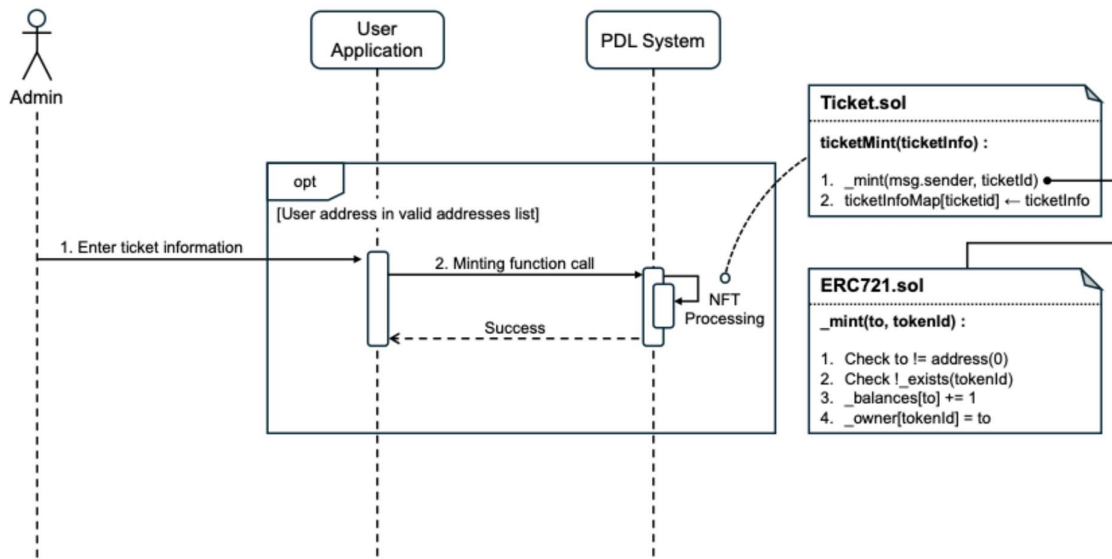 User
Application
PDL System
Admin
Ticket.sol
ticketMint(ticketInfo) :
1. _mint(msg.sender, ticketId)
2. ticketInfoMap[ticketid] ← ticketInfo
opt
[User address in valid addresses list]
1. Enter ticket information
2. Minting function call
NFT
Processing
Success
ERC721.sol
_mint(to, tokenId) :
1. Check to != address(0)
2. Check !_exists(tokenId)
3. _balances[to] += 1
4. _owner[tokenId] = to